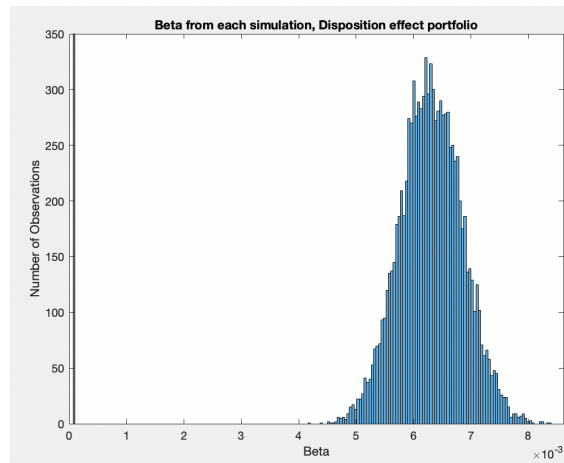 Beta from each simulation, Disposition effect portfolio
350
300
250
200
150
100
50
0
Number of Observations
0 1 2 3 4 5 6 7 8
Beta
×10⁻³